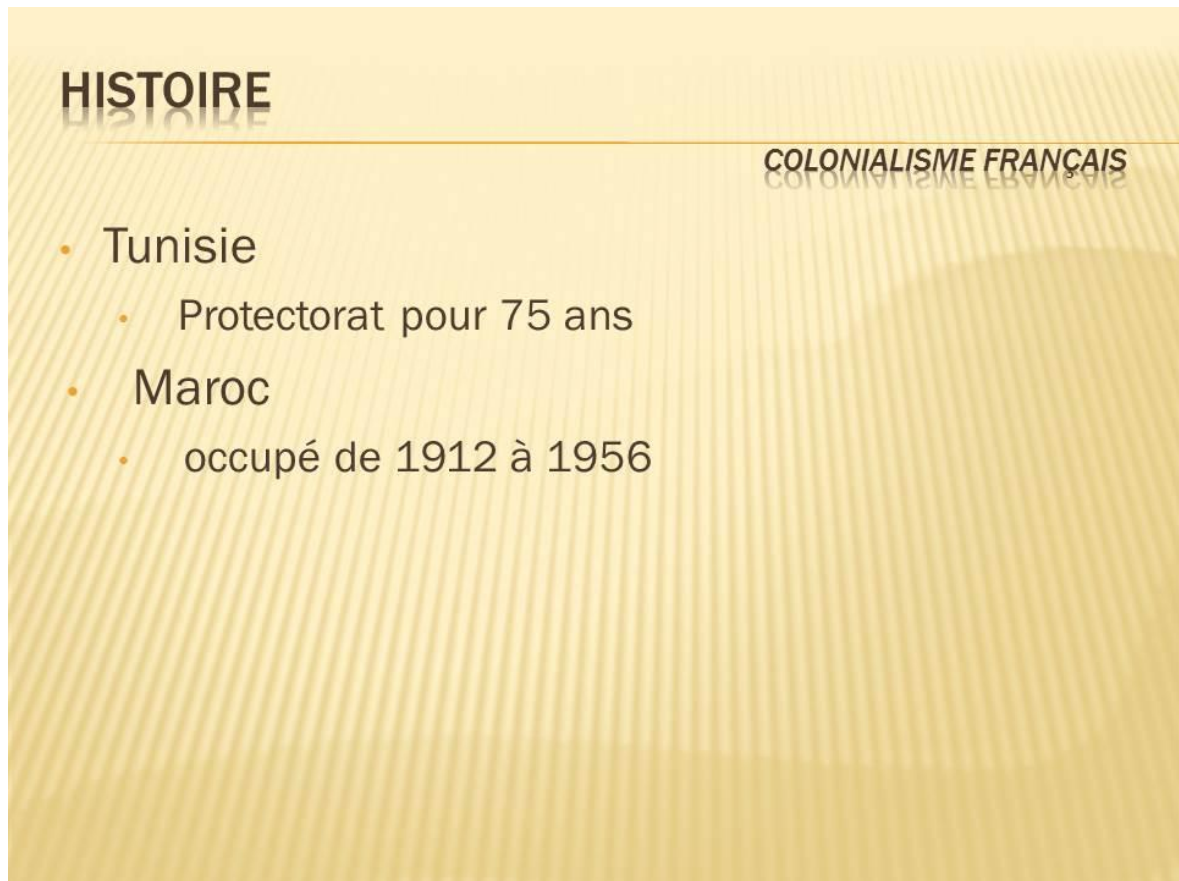 HISTOIRE
COLONIALISME FRANÇAIS
• Tunisie
• Protectorat pour 75 ans
• Maroc
• occupé de 1912 à 1956